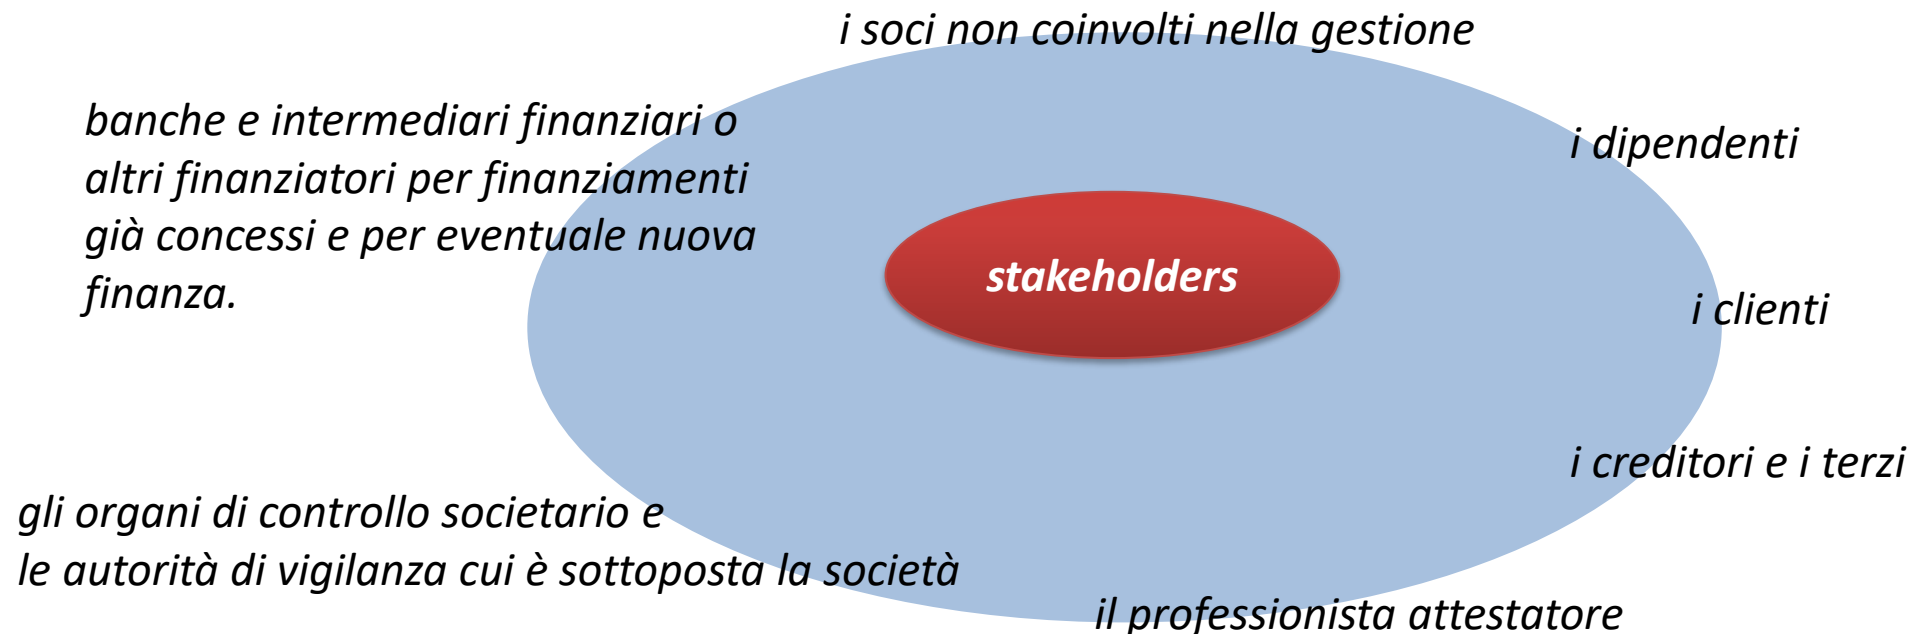 i soci non coinvolti nella gestione
banche e intermediari finanziari o
altri finanziatori per finanziamenti
già concessi e per eventuale nuova
finanza.
i dipendenti
stakeholders
i clienti
i creditori e i terzi
gli organi di controllo societario e
le autorità di vigilanza cui è sottoposta la società
il professionista attestatore